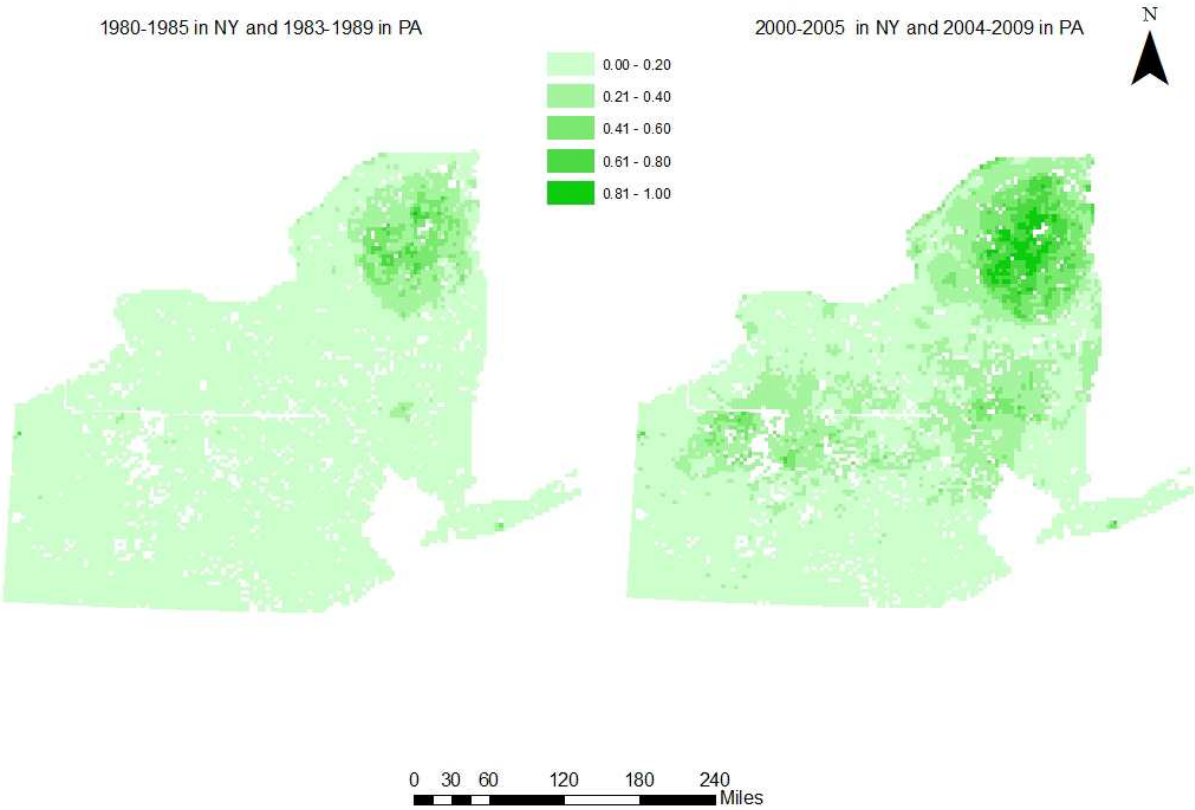 1980-1985 in NY and 1983-1989 in PA
2000-2005 in NY and 2004-2009 in PA
N
0.00 - 0.20
0.21 - 0.40
0.41 - 0.60
0.61 - 0.80
0.81 - 1.00
0 30 60 120 180 240
Miles